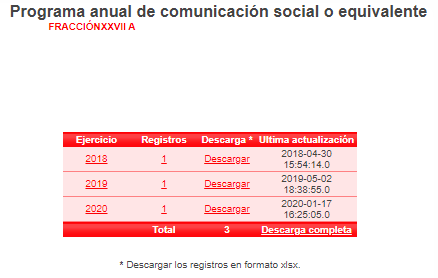 Programa anual de comunicación social o equivalente
FRACCIÓNXXVII A
Ejercicio Registros Descarga * Ultima actualización
2018 1 Descargar 2018-04-30 15:54:14.0
2019 1 Descargar 2019-05-02 18:38:55.0
2020 1 Descargar 2020-01-17 16:25:05.0
Total 3 Descarga completa
* Descargar los registros en formato xlsx.